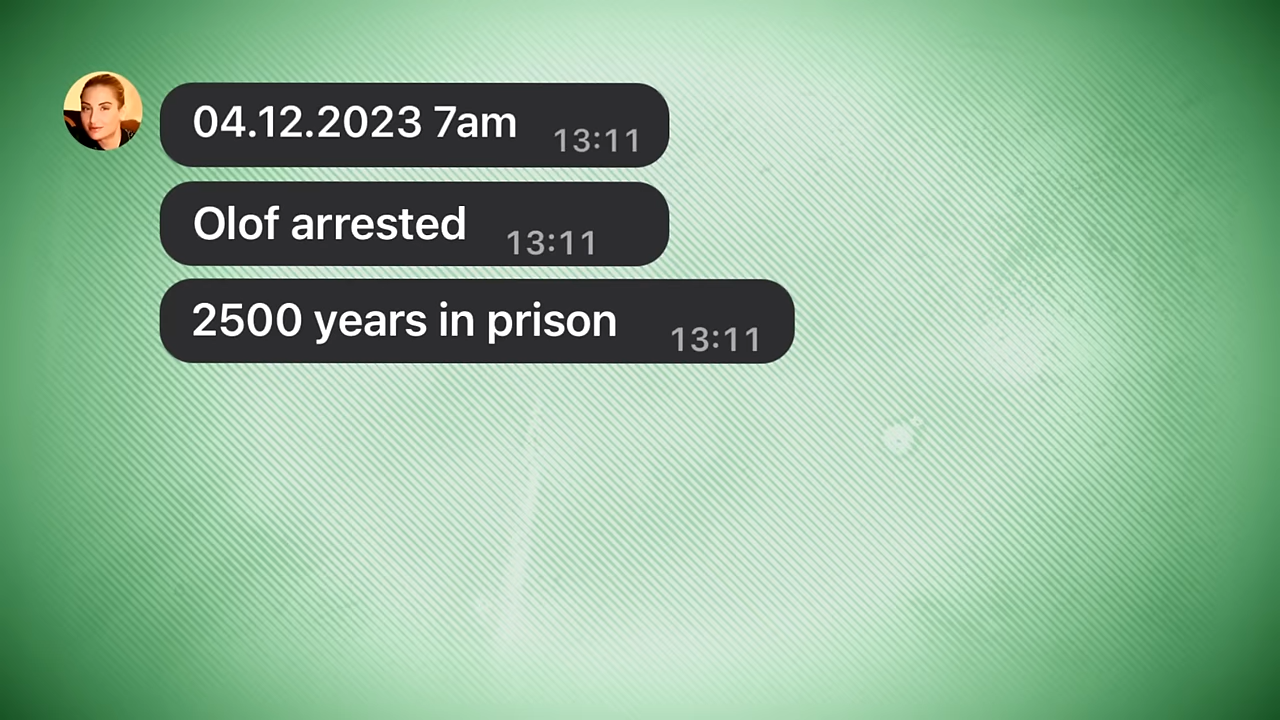 04.12.2023 7am 13:11
Olof arrested 13:11
2500 years in prison 13:11